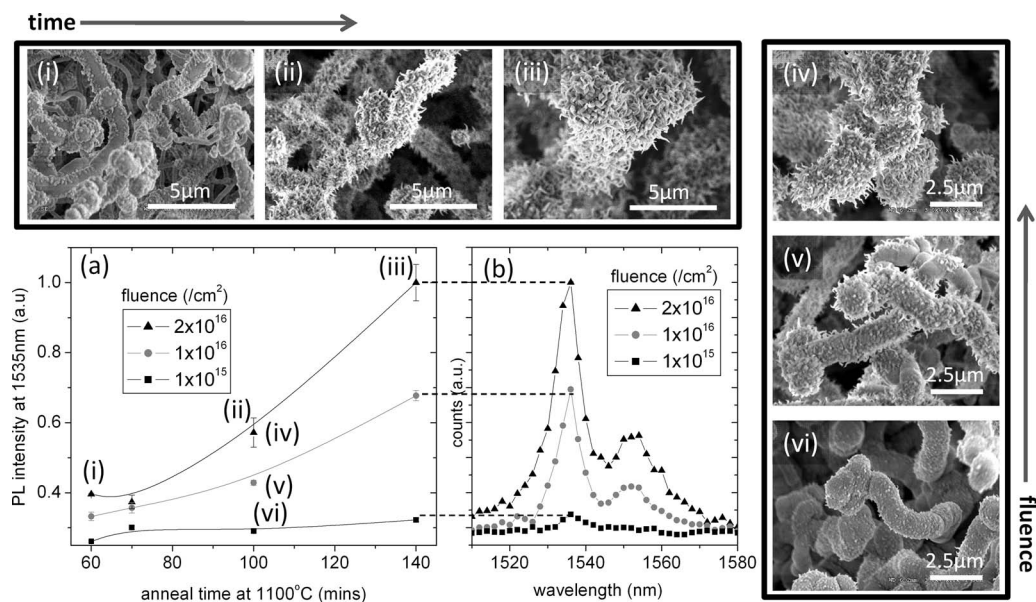 time
(i)
5μm
(ii)
5μm
(iii)
5μm
(iv)
2.5μm
(v)
2.5μm
(vi)
2.5μm
fluence
(a)
fluence (/cm²)
2x10¹⁶
1x10¹⁶
1x10¹⁵
(iii)
(ii)
(iv)
(i)
(v)
(vi)
1.0
0.8
0.6
0.4
PL intensity at 1535nm (a.u)
60
80
100
120
140
anneal time at 1100°C (mins)
(b)
fluence (/cm²)
2x10¹⁶
1x10¹⁶
1x10¹⁵
counts (a.u.)
1520
1540
1560
1580
wavelength (nm)